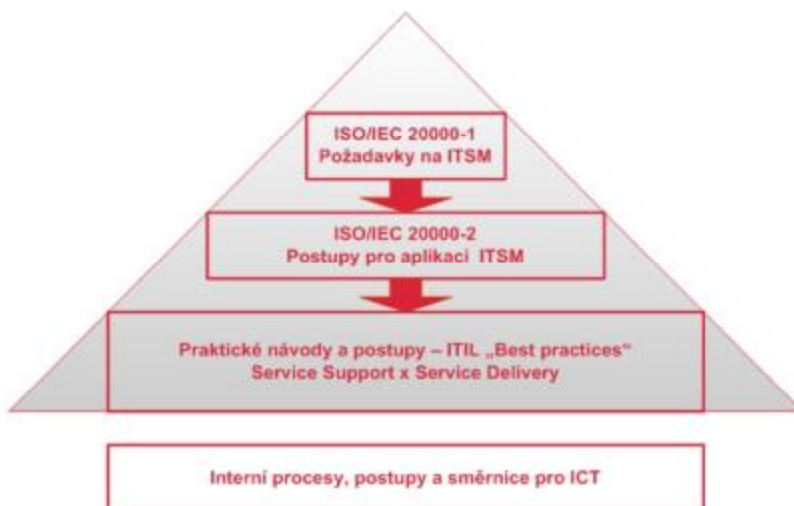 ISO/IEC 20000-1
Požadavky na ITSM
ISO/IEC 20000-2
Postupy pro aplikaci ITSM
Praktické návody a postupy – ITIL „Best practices“
Service Support x Service Delivery
Interní procesy, postupy a směrnice pro ICT